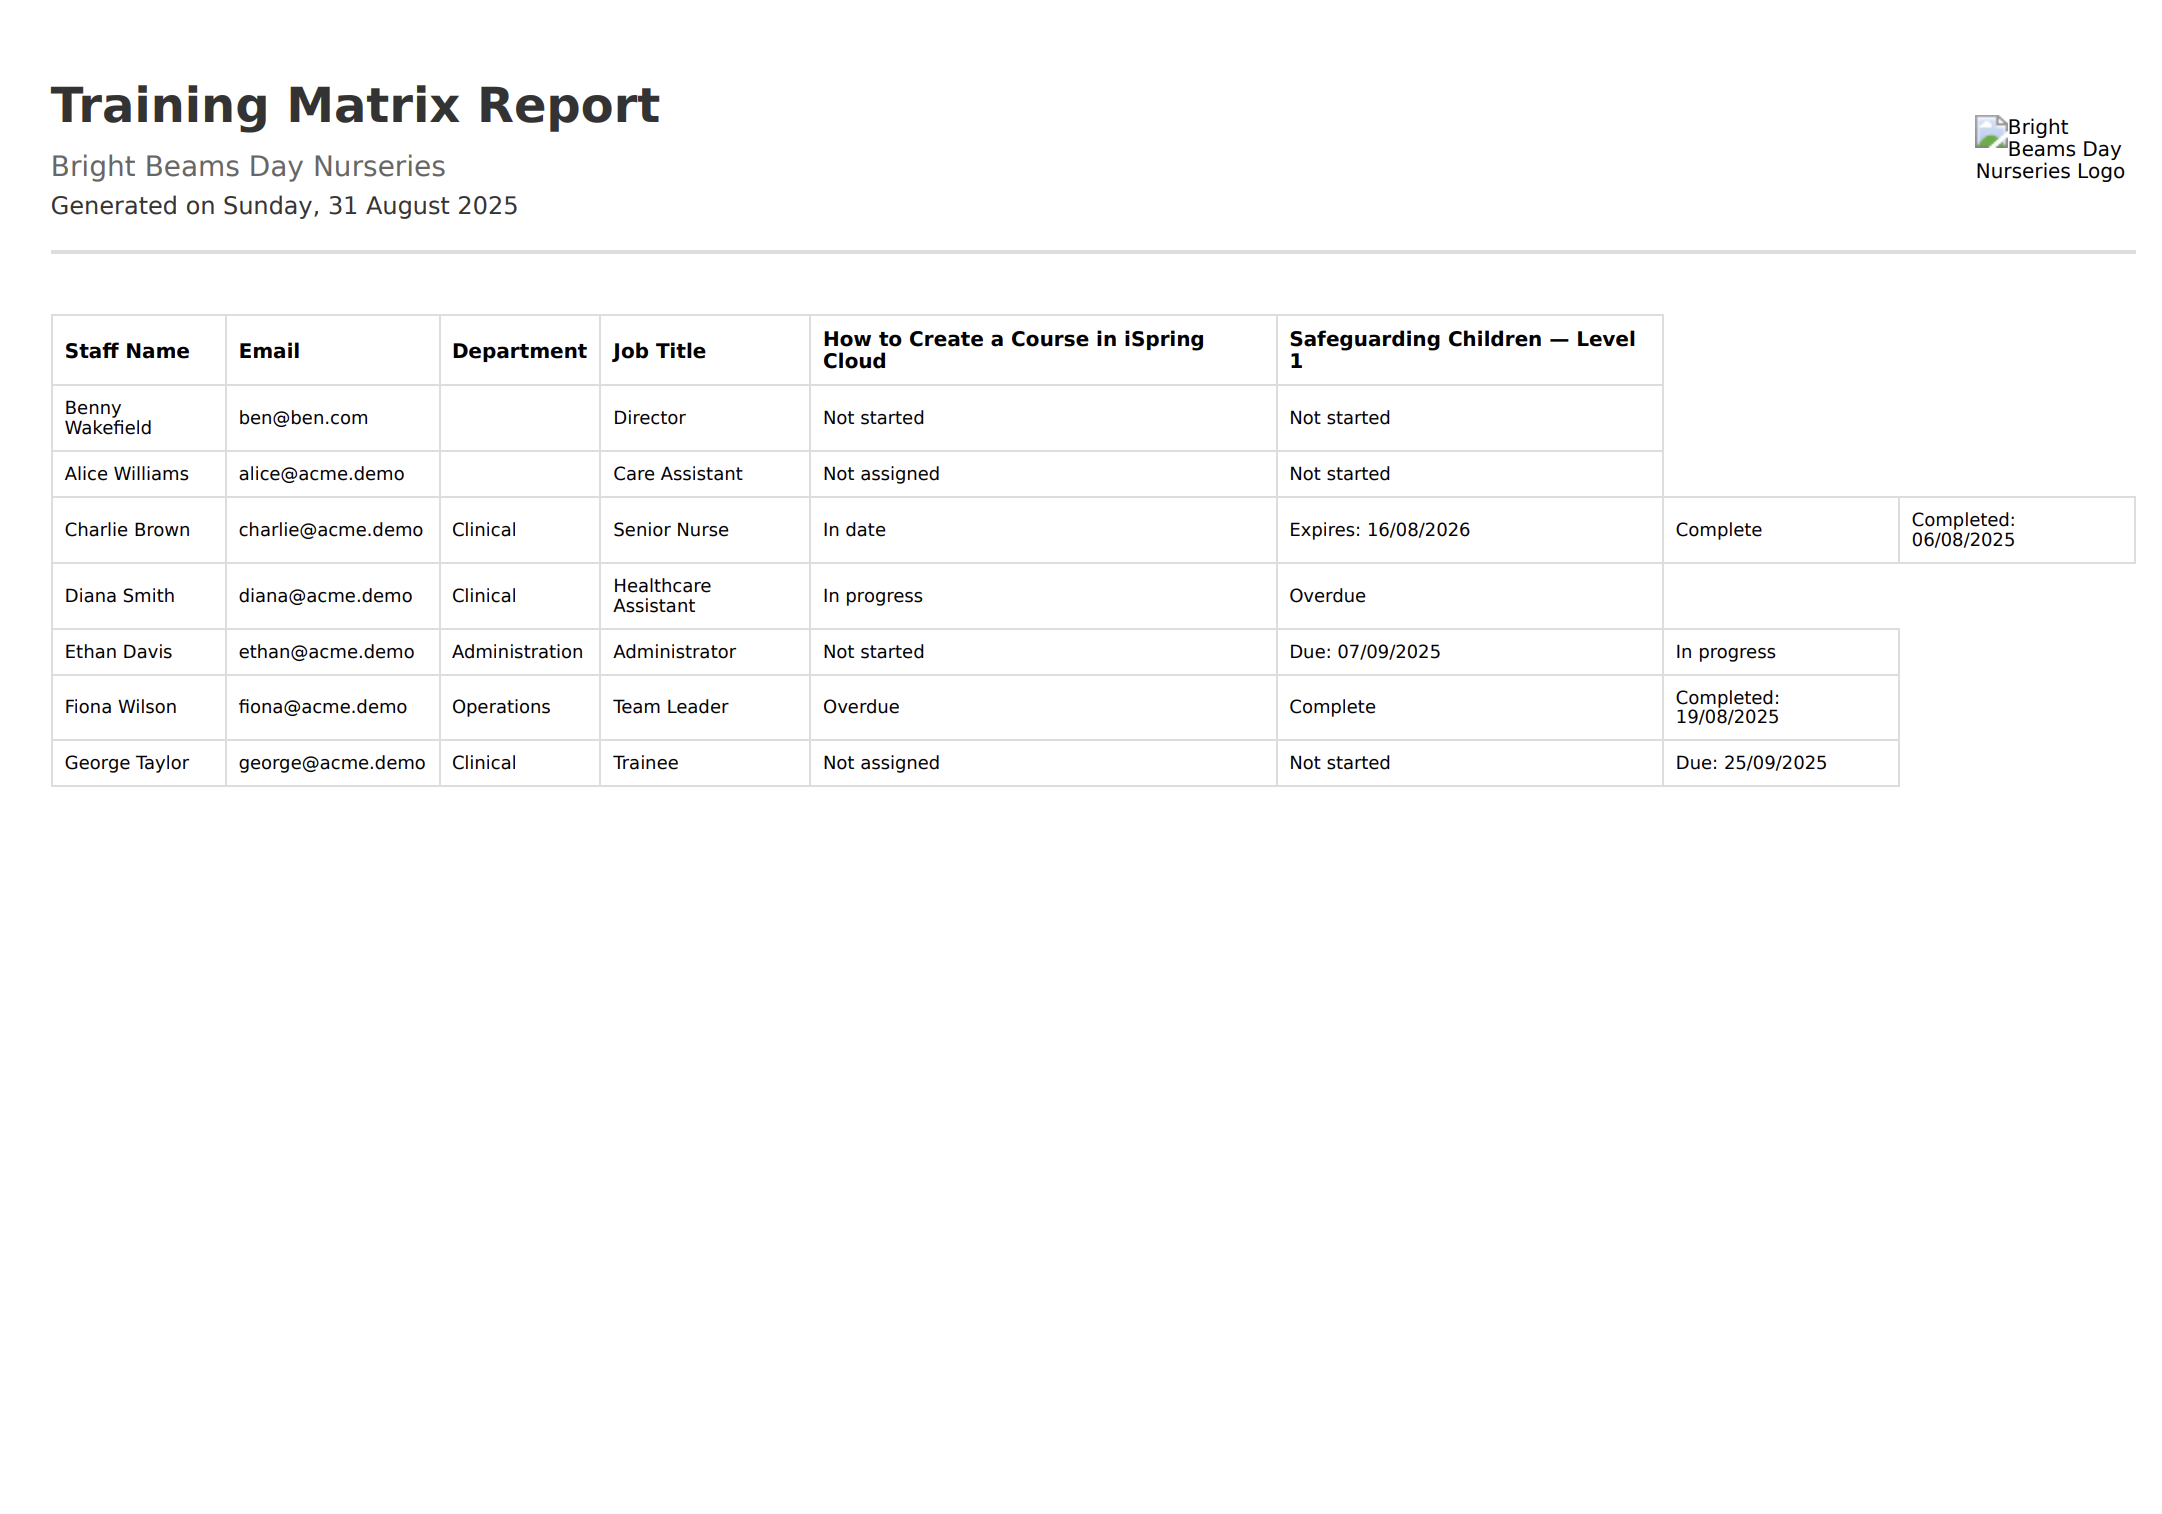 Training Matrix Report
Bright Beams Day Nurseries
Generated on Sunday, 31 August 2025
Bright
Beams Day
Nurseries Logo
Staff Name Email Department Job Title How to Create a Course in iSpring Cloud Safeguarding Children — Level 1
Benny Wakefield ben@ben.com Director Not started Not started
Alice Williams alice@acme.demo Care Assistant Not assigned Not started
Charlie Brown charlie@acme.demo Clinical Senior Nurse In date Expires: 16/08/2026 Complete Completed: 06/08/2025
Diana Smith diana@acme.demo Clinical Healthcare Assistant In progress Overdue
Ethan Davis ethan@acme.demo Administration Administrator Not started Due: 07/09/2025 In progress
Fiona Wilson fiona@acme.demo Operations Team Leader Overdue Complete Completed: 19/08/2025
George Taylor george@acme.demo Clinical Trainee Not assigned Not started Due: 25/09/2025